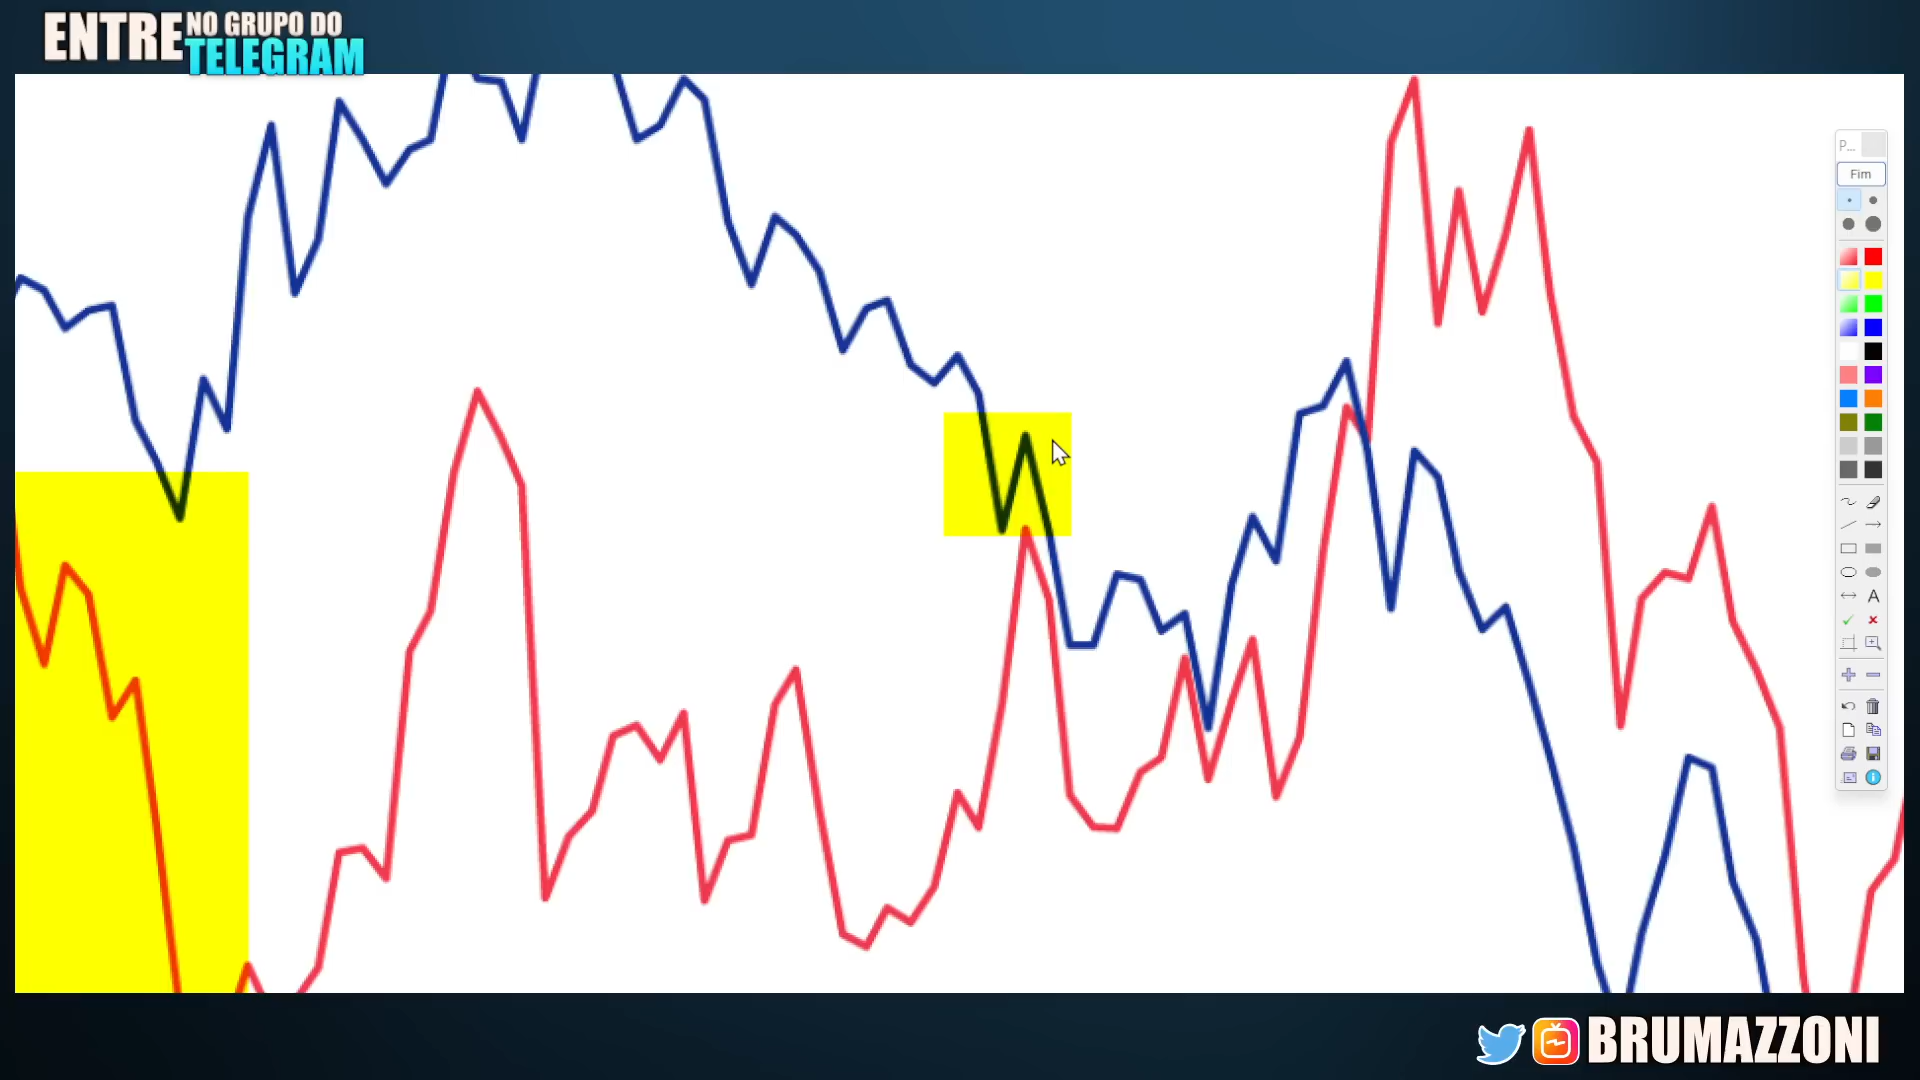 ENTRE NO GRUPO DO
TELEGRAM
P...
Fim
A
BRUMAZZONI